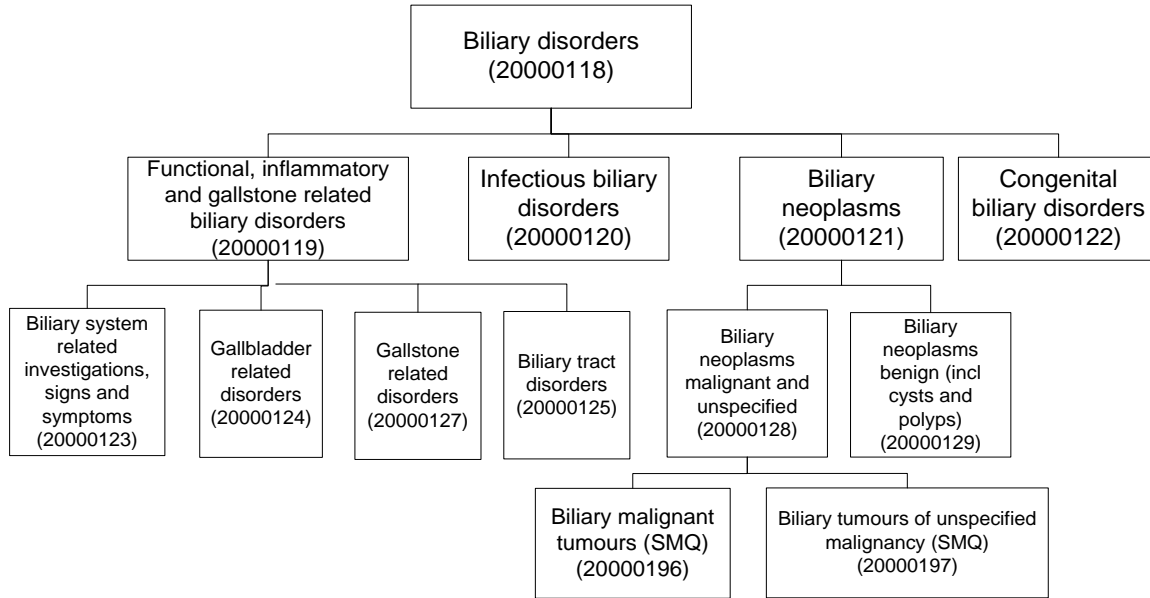 Biliary disorders
(20000118)
Functional, inflammatory
and gallstone related
biliary disorders
(20000119)
Infectious biliary
disorders
(20000120)
Biliary
neoplasms
(20000121)
Congenital
biliary disorders
(20000122)
Biliary system
related
investigations,
signs and
symptoms
(20000123)
Gallbladder
related
disorders
(20000124)
Gallstone
related
disorders
(20000127)
Biliary tract
disorders
(20000125)
Biliary
neoplasms
malignant and
unspecified
(20000128)
Biliary
neoplasms
benign (incl
cysts and
polyps)
(20000129)
Biliary malignant
tumours (SMQ)
(20000196)
Biliary tumours of unspecified
malignancy (SMQ)
(20000197)